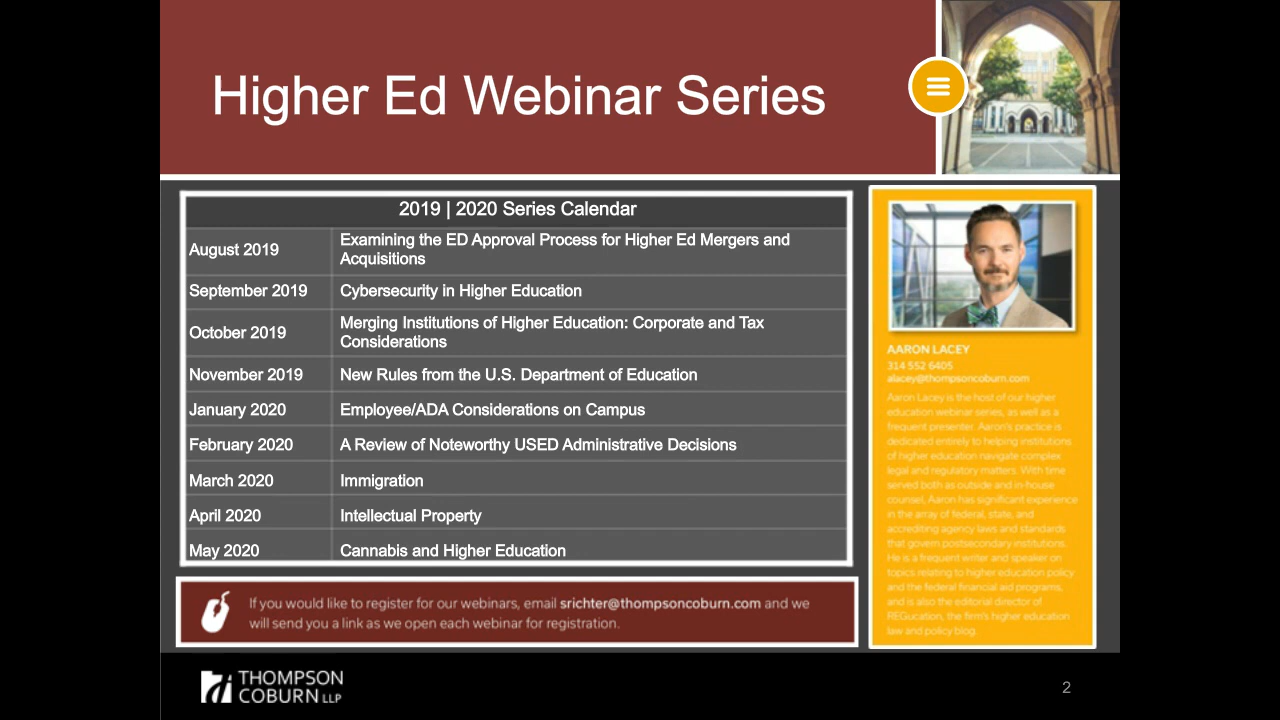 Higher Ed Webinar Series
2019 | 2020 Series Calendar
August 2019
Examining the ED Approval Process for Higher Ed Mergers and
Acquisitions
September 2019
Cybersecurity in Higher Education
October 2019
Merging Institutions of Higher Education: Corporate and Tax
Considerations
November 2019
New Rules from the U.S. Department of Education
January 2020
Employee/ADA Considerations on Campus
February 2020
A Review of Noteworthy USED Administrative Decisions
March 2020
Immigration
April 2020
Intellectual Property
May 2020
Cannabis and Higher Education
If you would like to register for our webinars, email srichter@thompsoncoburn.com and we
will send you a link as we open each webinar for registration.
AARON LACEY
314 552 6405
alacey@thompsoncoburn.com
Aaron Lacey is the host of our higher
education webinar series, as well as a
frequent presenter. Aaron's practice is
dedicated entirely to helping institutions
of higher education navigate complex
legal and regulatory matters. With time
served both as outside and in-house
counsel, Aaron has significant experience
in the array of federal, state, and
accrediting agency laws and standards
that govern postsecondary institutions.
He is a frequent writer and speaker on
topics relating to higher education policy
and the federal financial aid programs,
and is also the editorial director of
REGucation, the firm's higher education
law and policy blog.
THOMPSON
COBURN LLP
2